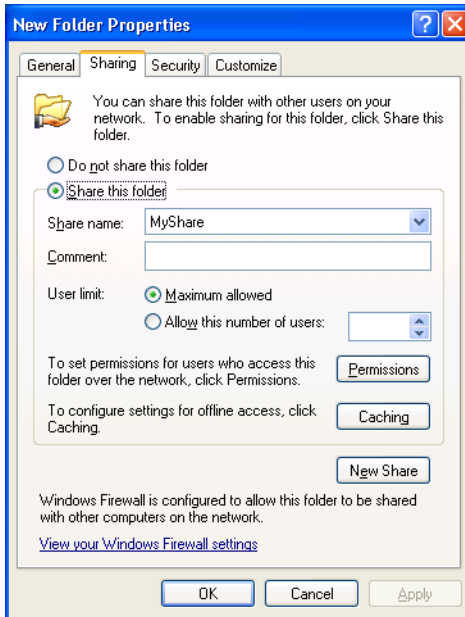 New Folder Properties
General Sharing Security Customize
You can share this folder with other users on your
network. To enable sharing for this folder, click Share this
folder.
Do not share this folder
Share this folder
Share name: MyShare
Comment:
User limit: Maximum allowed
Allow this number of users:
To set permissions for users who access this
folder over the network, click Permissions.
Permissions
To configure settings for offline access, click
Caching.
Caching
New Share
Windows Firewall is configured to allow this folder to be shared
with other computers on the network.
View your Windows Firewall settings
OK Cancel Apply